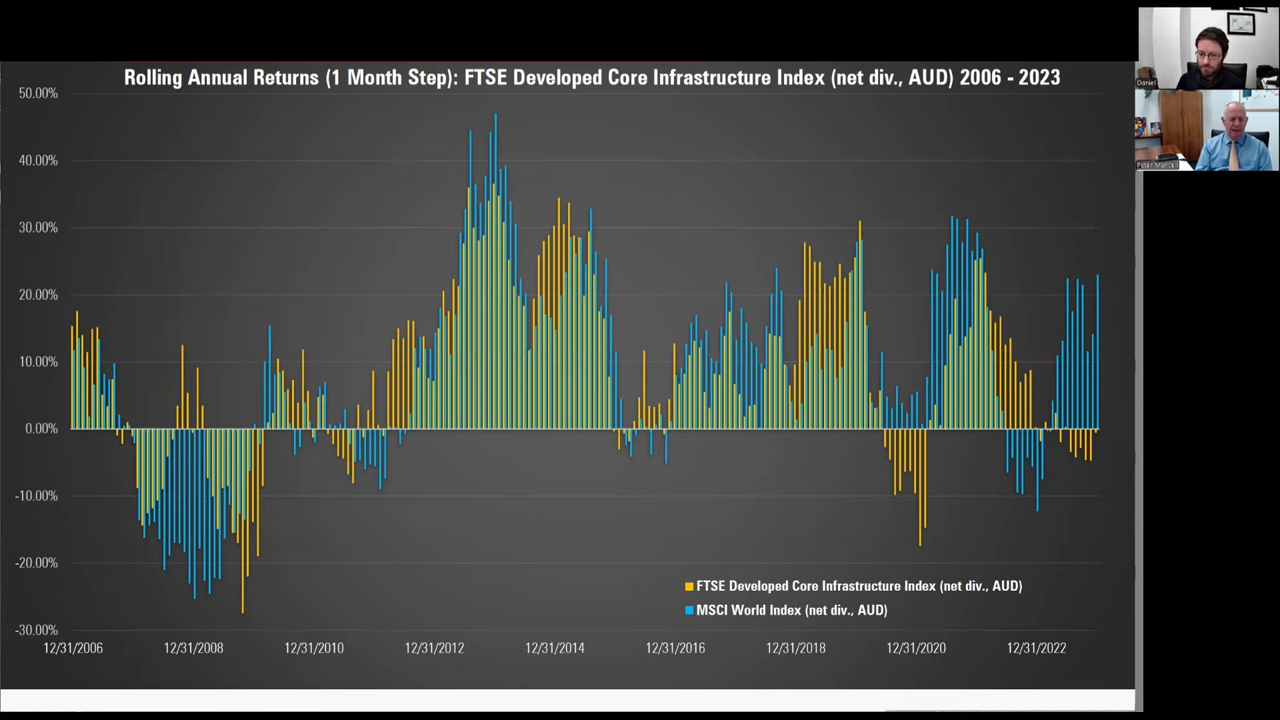 Rolling Annual Returns (1 Month Step): FTSE Developed Core Infrastructure Index (net div., AUD) 2006 - 2023
50.00%
40.00%
30.00%
20.00%
10.00%
0.00%
-10.00%
-20.00%
-30.00%
FTSE Developed Core Infrastructure Index (net div., AUD)
MSCI World Index (net div., AUD)
12/31/2006 12/31/2008 12/31/2010 12/31/2012 12/31/2014 12/31/2016 12/31/2018 12/31/2020 12/31/2022
Daniel
Peter Mancell